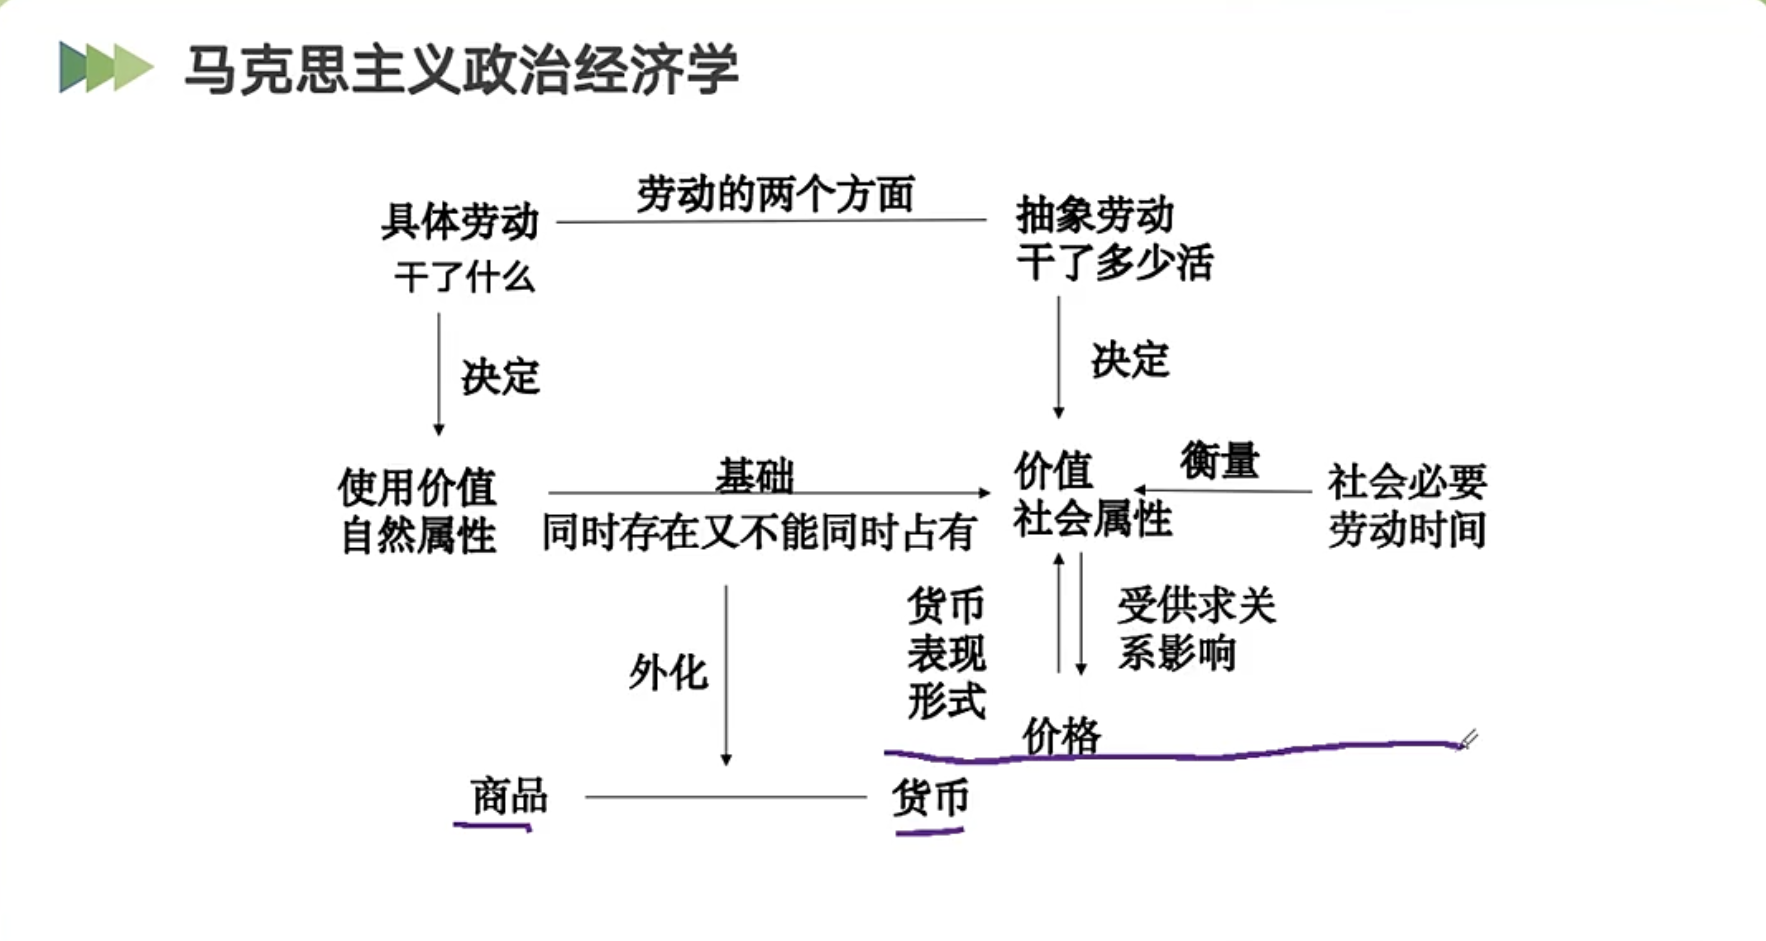 马克思主义政治经济学
劳动的两个方面
具体劳动
干了什么
抽象劳动
干了多少活
决定
决定
使用价值
自然属性
基础
同时存在又不能同时占有
价值
社会属性
衡量
社会必要
劳动时间
外化
货币
表现
形式
受供求关
系影响
价格
商品
货币